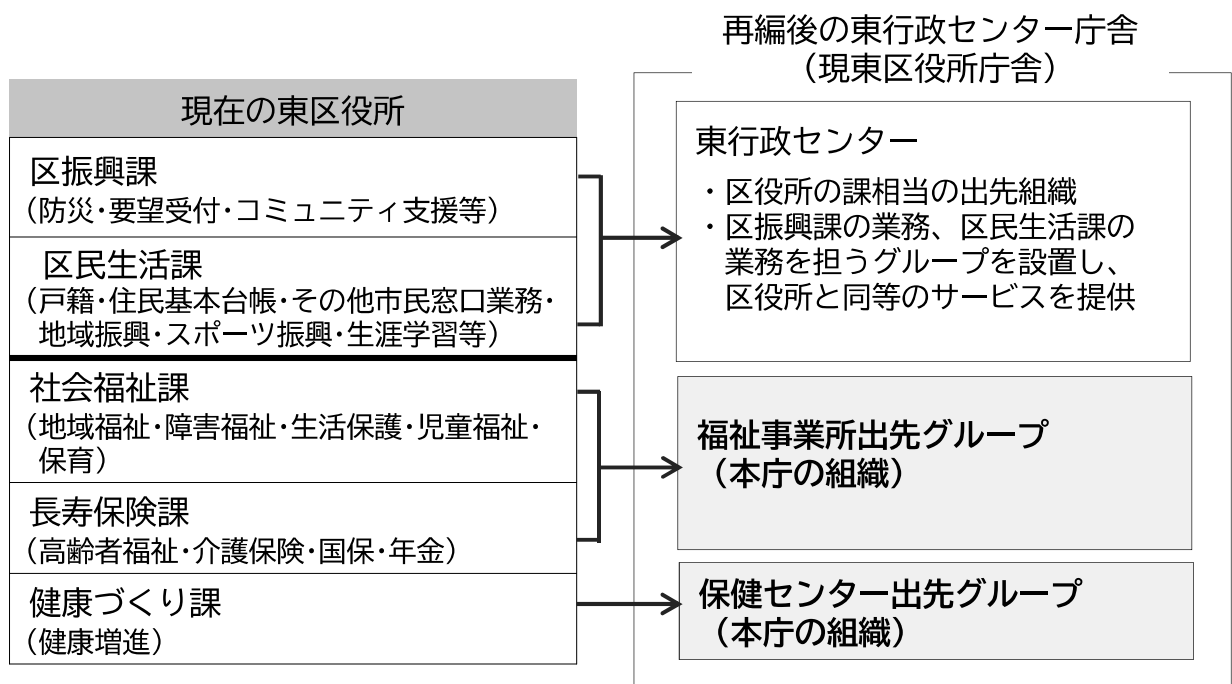 再編後の東行政センター庁舎
（現東区役所庁舎）
現在の東区役所
区振興課
（防災・要望受付・コミュニティ支援等）
区民生活課
（戸籍・住民基本台帳・その他市民窓口業務・
地域振興・スポーツ振興・生涯学習等）
社会福祉課
（地域福祉・障害福祉・生活保護・児童福祉・
保育）
長寿保険課
（高齢者福祉・介護保険・国保・年金）
健康づくり課
（健康増進）
東行政センター
・区役所の課相当の出先組織
・区振興課の業務、区民生活課の
業務を担うグループを設置し、
区役所と同等のサービスを提供
福祉事業所出先グループ
（本庁の組織）
保健センター出先グループ
（本庁の組織）